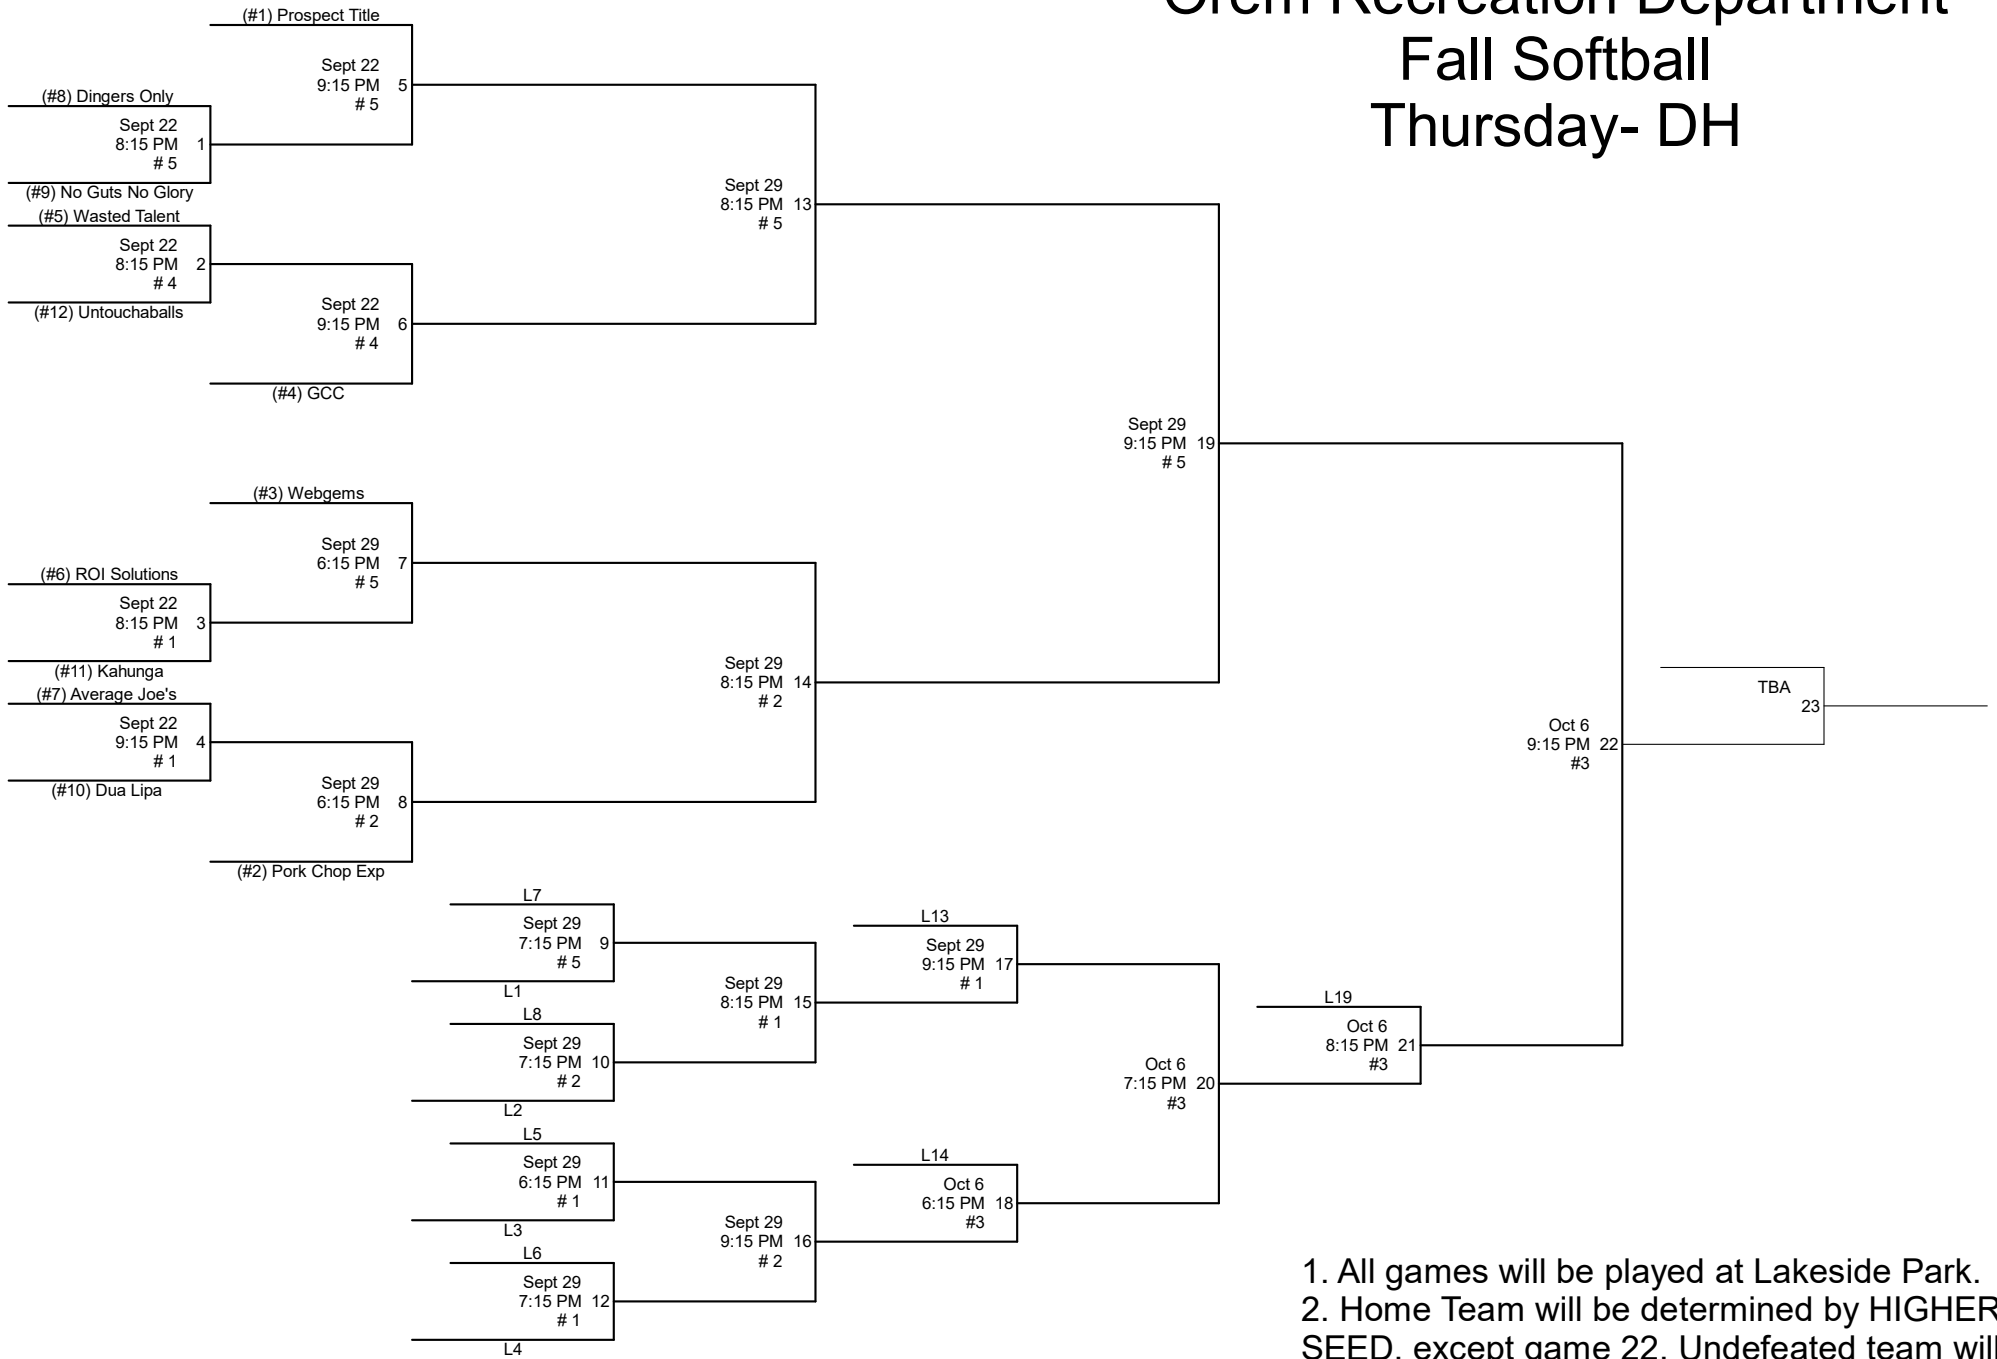 Orem Recreation Department
Fall Softball
Thursday- DH
(#1) Prospect Title
Sept 22
9:15 PM 5
# 5
(#8) Dingers Only
Sept 22
8:15 PM 1
# 5
(#9) No Guts No Glory
(#5) Wasted Talent
Sept 22
8:15 PM 2
# 4
(#12) Untouchaballs
Sept 22
9:15 PM 6
# 4
(#4) GCC
Sept 29
8:15 PM 13
# 5
Sept 29
9:15 PM 19
# 5
(#3) Webgems
Sept 29
6:15 PM 7
# 5
(#6) ROI Solutions
Sept 22
8:15 PM 3
# 1
(#11) Kahunga
(#7) Average Joe's
Sept 22
9:15 PM 4
# 1
(#10) Dua Lipa
Sept 29
6:15 PM 8
# 2
(#2) Pork Chop Exp
Sept 29
8:15 PM 14
# 2
Oct 6
9:15 PM 22
#3
TBA
23
L7
Sept 29
7:15 PM 9
# 5
L1
L8
Sept 29
7:15 PM 10
# 2
L2
L5
Sept 29
6:15 PM 11
# 1
L3
L6
Sept 29
7:15 PM 12
# 1
L4
Sept 29
8:15 PM 15
# 1
Sept 29
9:15 PM 16
# 2
L13
Sept 29
9:15 PM 17
# 1
L14
Oct 6
6:15 PM 18
#3
Oct 6
7:15 PM 20
#3
L19
Oct 6
8:15 PM 21
#3
1. All games will be played at Lakeside Park.
2. Home Team will be determined by HIGHER
SEED, except game 22. Undefeated team will